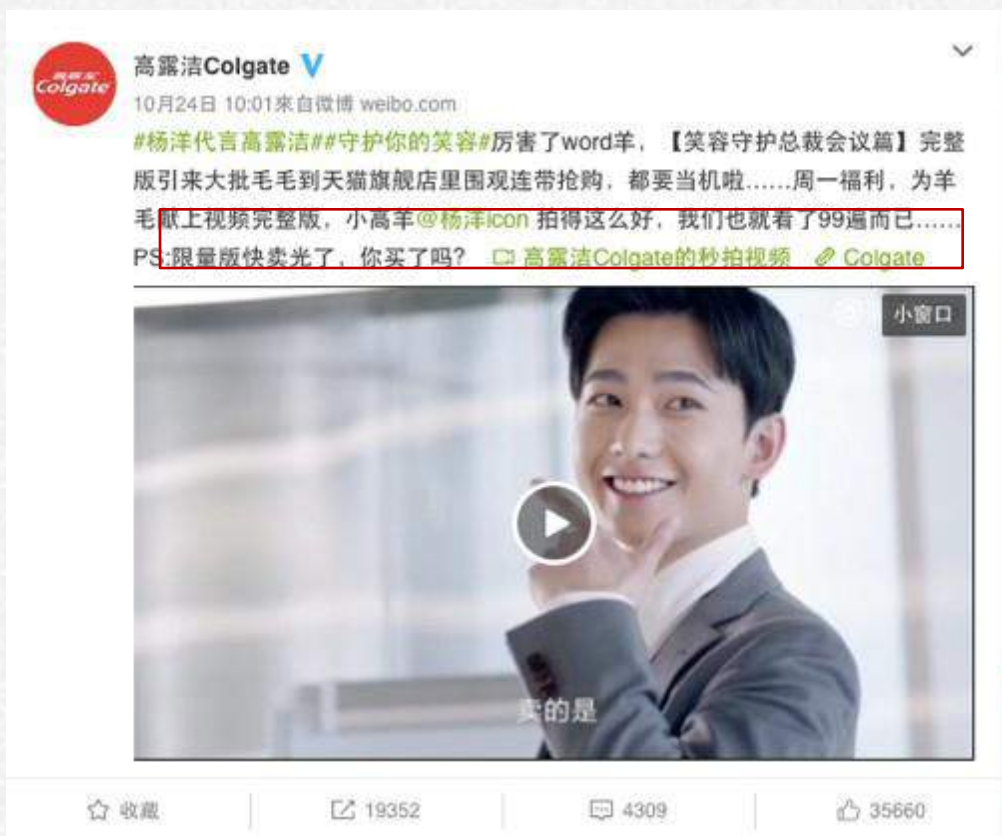 高露洁Colgate
Colgate
10月24日 10:01來自微博 weibo.com
#杨洋代言高露洁##守护你的笑容#厉害了word羊，【笑容守护总裁会议篇】完整
版引来大批毛毛到天猫旗舰店里围观连带抢购，都要当机啦……周一福利，为羊
毛献上视频完整版，小高羊@杨洋icon 拍得这么好，我们也就看了99遍而已……
PS:限量版快卖光了，你买了吗？ 高露洁Colgate的秒拍视频 Colgate
小窗口
卖的是
收藏 19352 4309 35660